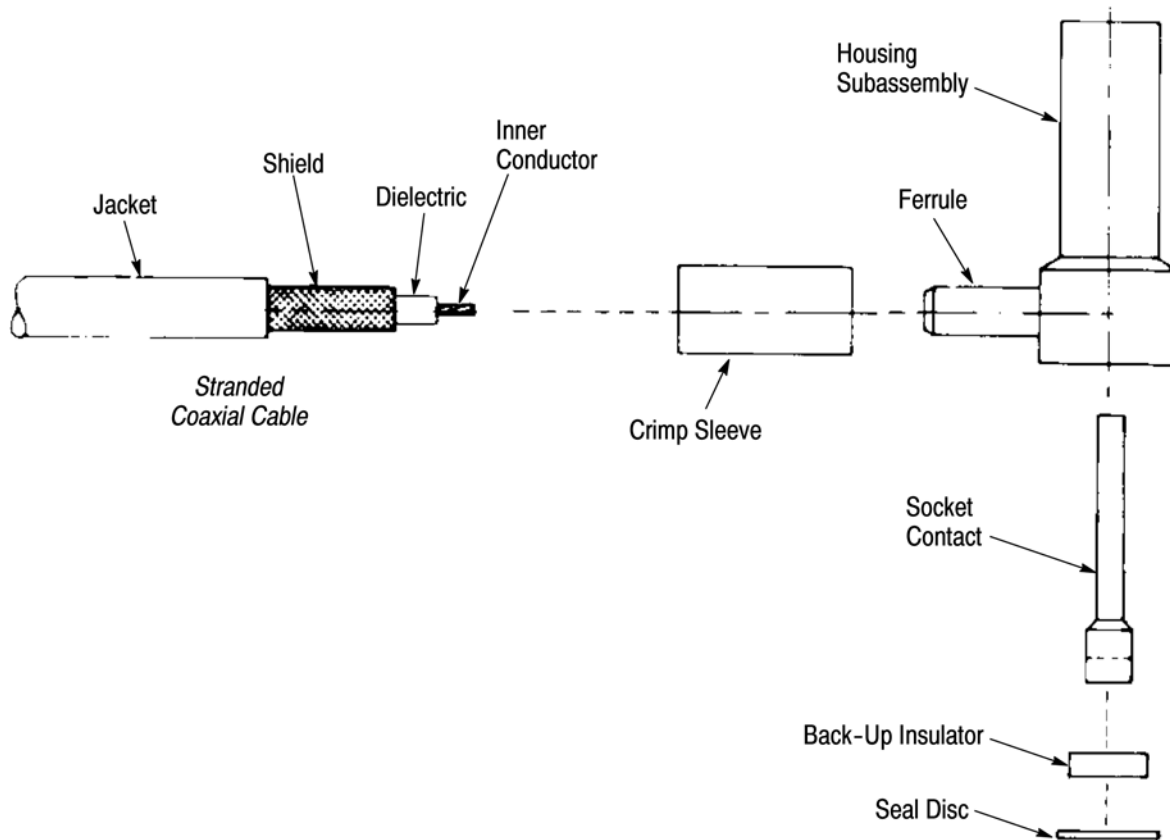 Housing
Subassembly
Inner
Conductor
Shield
Dielectric
Jacket
Ferrule
Stranded
Coaxial Cable
Crimp Sleeve
Socket
Contact
Back-Up Insulator
Seal Disc